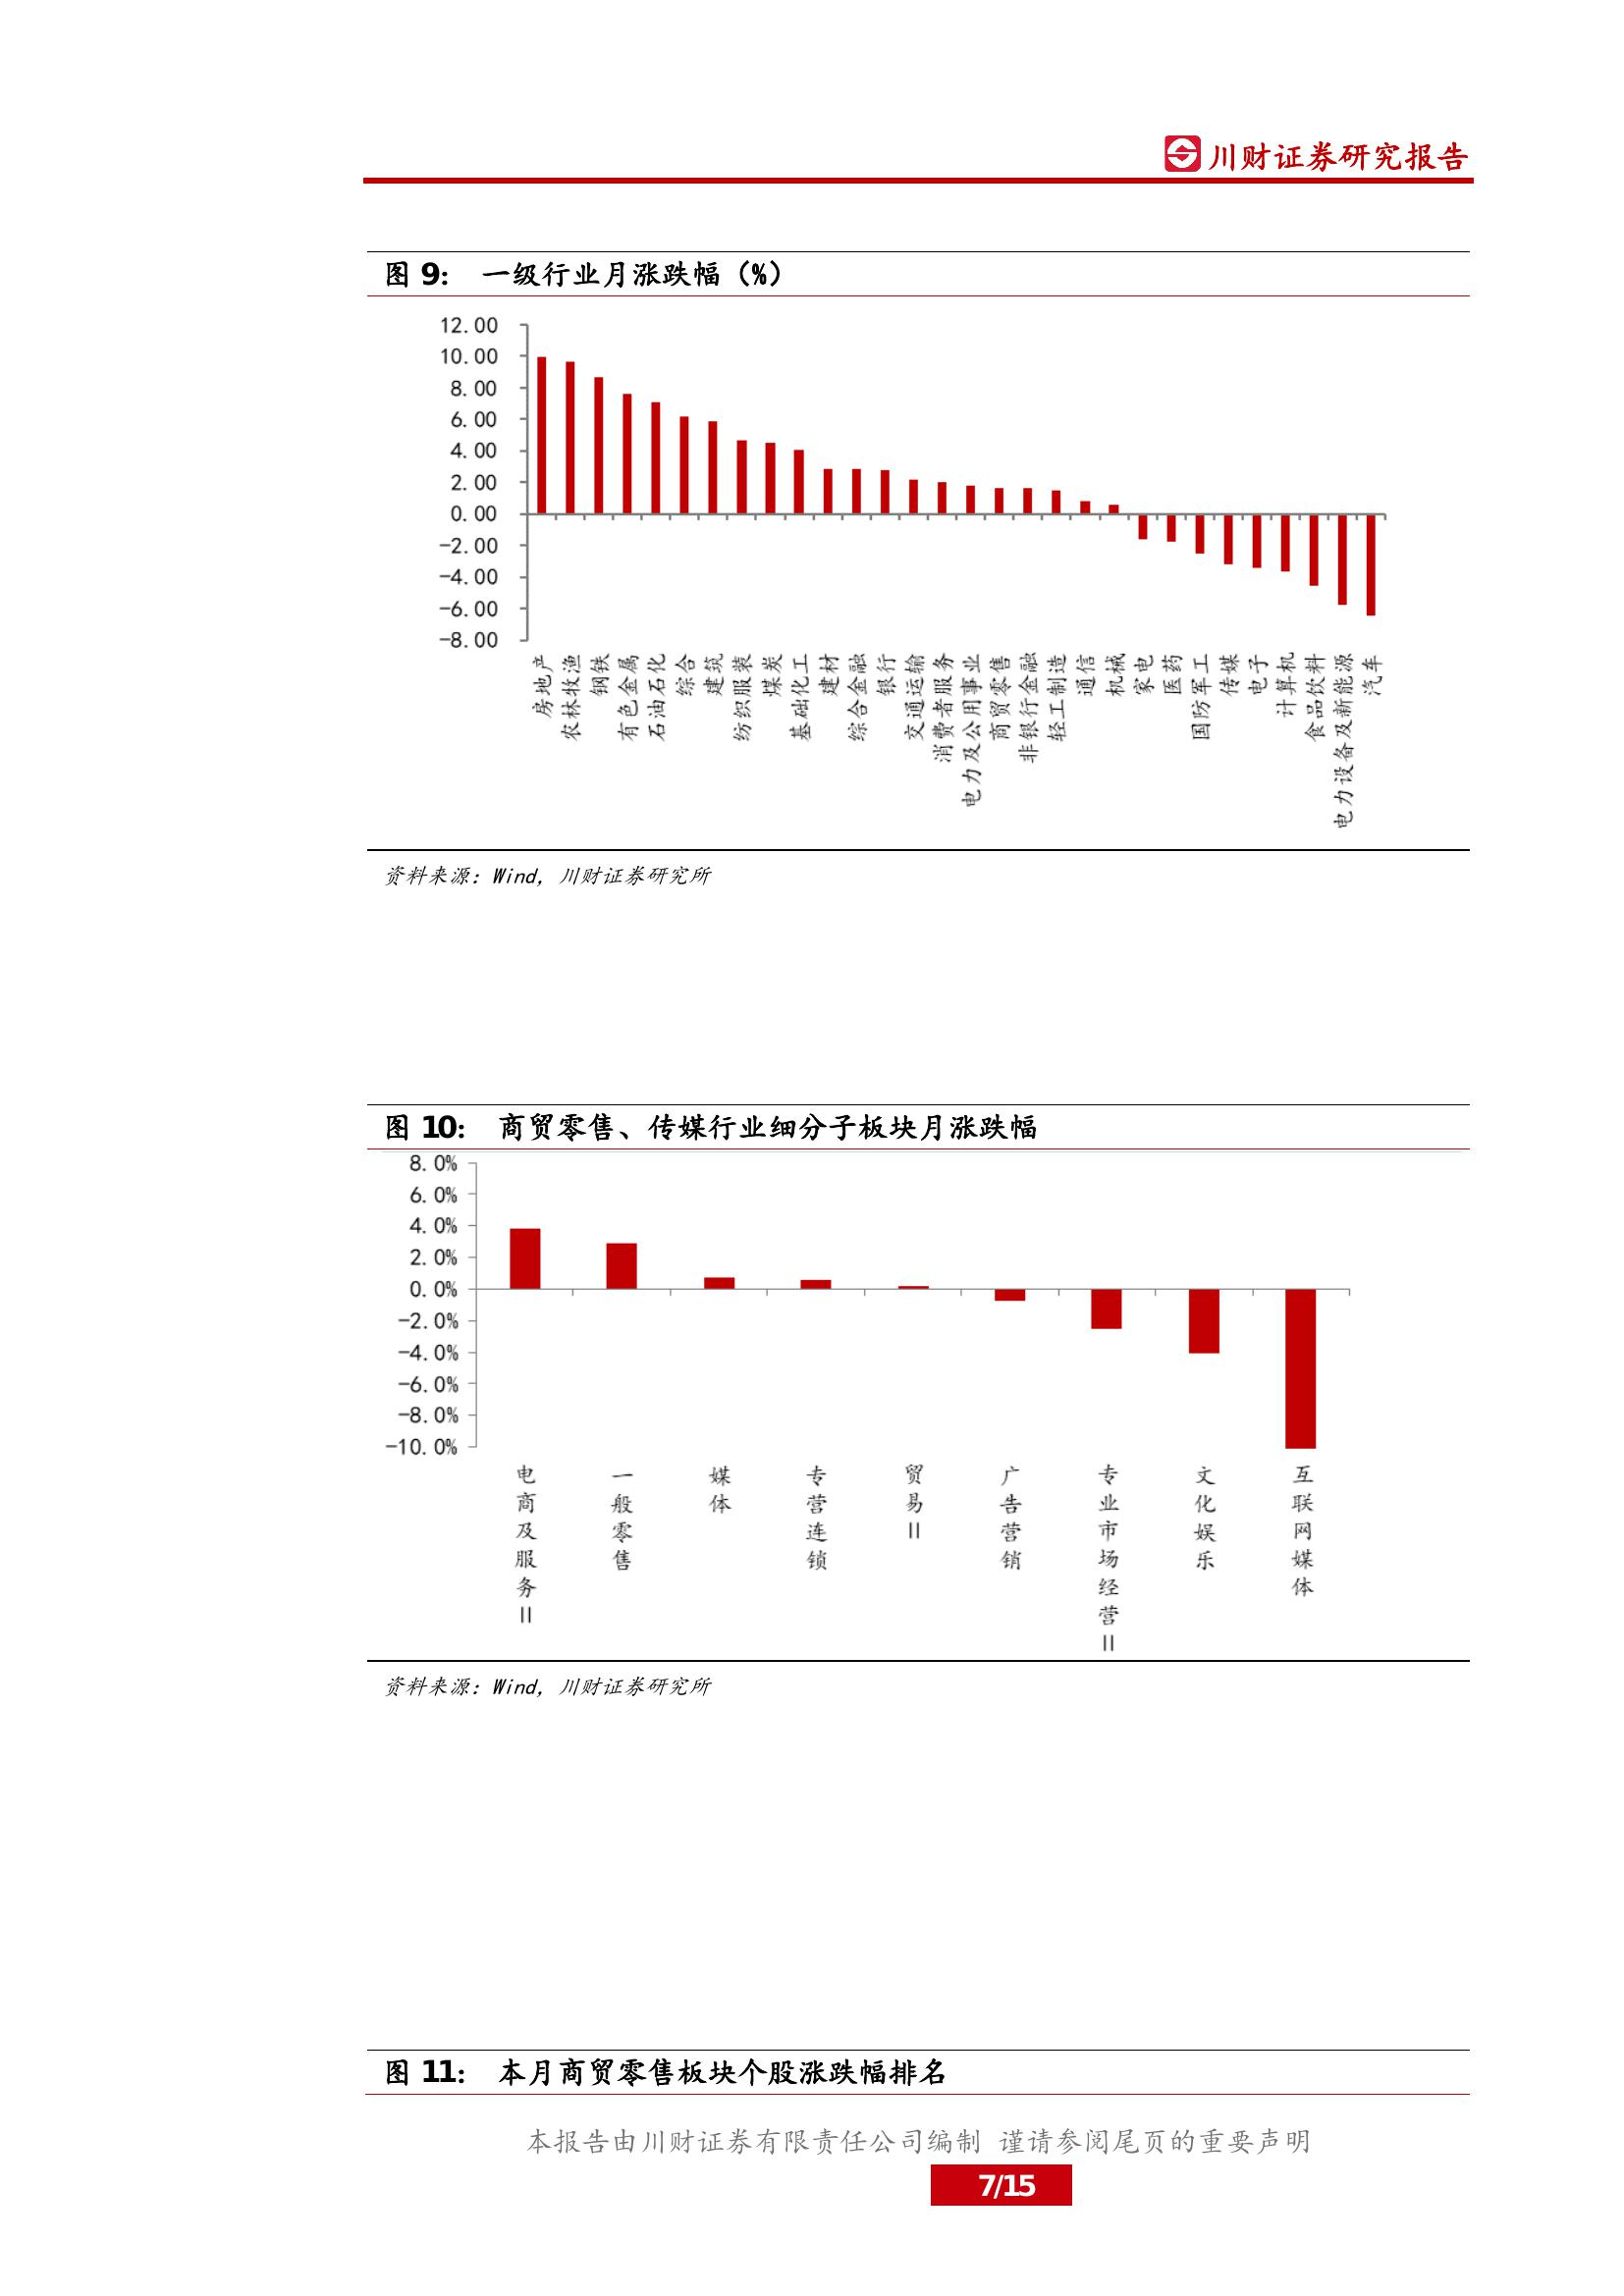 川财证券研究报告
图 9: 一级行业月涨跌幅(%)
12.00
10.00
8.00
6.00
4.00
2.00
0.00
-2.00
-4.00
-6.00
-8.00
房地产
农林牧渔
钢铁
有色金属
石油石化
综合
建筑
纺织服装
煤炭
基础化工
建材
综合金融
银行
交通运输
消费者服务
电力及公用事业
商贸零售
非银行金融
轻工制造
通信
机械
家电
医药
国防军工
传媒
电子
计算机
食品饮料
电力设备及新能源
汽车
资料来源:Wind,川财证券研究所
图 10: 商贸零售、传媒行业细分子板块月涨跌幅
8.0%
6.0%
4.0%
2.0%
0.0%
-2.0%
-4.0%
-6.0%
-8.0%
-10.0%
电商及服务Ⅱ
一般零售
媒体
专营连锁
贸易Ⅱ
广告营销
专业市场经营Ⅱ
文化娱乐
互联网媒体
资料来源:Wind,川财证券研究所
图 11: 本月商贸零售板块个股涨跌幅排名
本报告由川财证券有限责任公司编制 谨请参阅尾页的重要声明
7/15